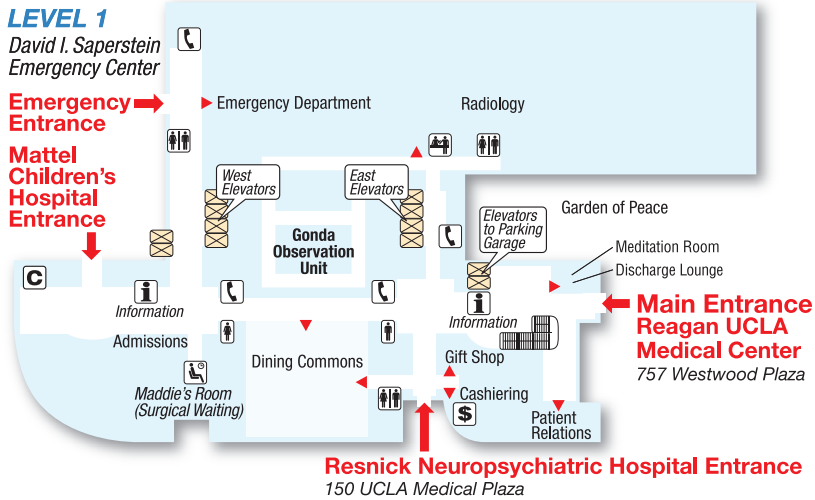 LEVEL 1
David I. Saperstein
Emergency Center
Emergency
Entrance
Emergency Department
Radiology
Mattel
Children's
Hospital
Entrance
West
Elevators
East
Elevators
Elevators
to Parking
Garage
Garden of Peace
Gonda
Observation
Unit
Meditation Room
Discharge Lounge
C
i
Information
i
Information
Main Entrance
Reagan UCLA
Medical Center
757 Westwood Plaza
Admissions
Dining Commons
Gift Shop
Maddie's Room
(Surgical Waiting)
Cashiering
$
Patient
Relations
Resnick Neuropsychiatric Hospital Entrance
150 UCLA Medical Plaza